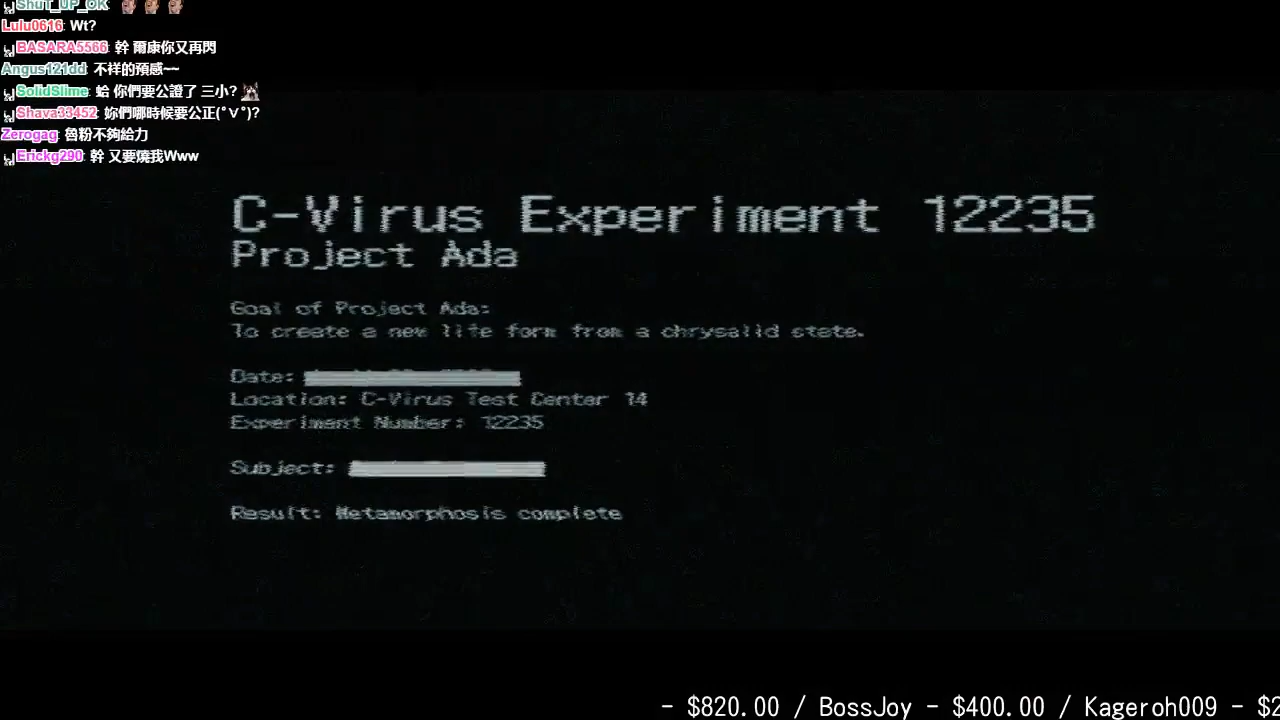 Shut_UP_OK:
Lulu0616: Wt?
BASARA5566: 幹 爾康你又再閃
Angus121dd: 不祥的預感~~
SolidSlime: 蛤 你們要公證了 三小?
Shava33452: 妳們哪時候要公正(°∨°)?
Zerogag: 魯粉不夠給力
Erickg290: 幹 又要燒我Www
C-Virus Experiment 12235
Project Ada
Goal of Project Ada:
To create a new life form from a chrysalid state.
Date:
Location: C-Virus Test Center 14
Experiment Number: 12235
Subject:
Result: Metamorphosis complete
- $820.00 / BossJoy - $400.00 / Kageroh009 - $2